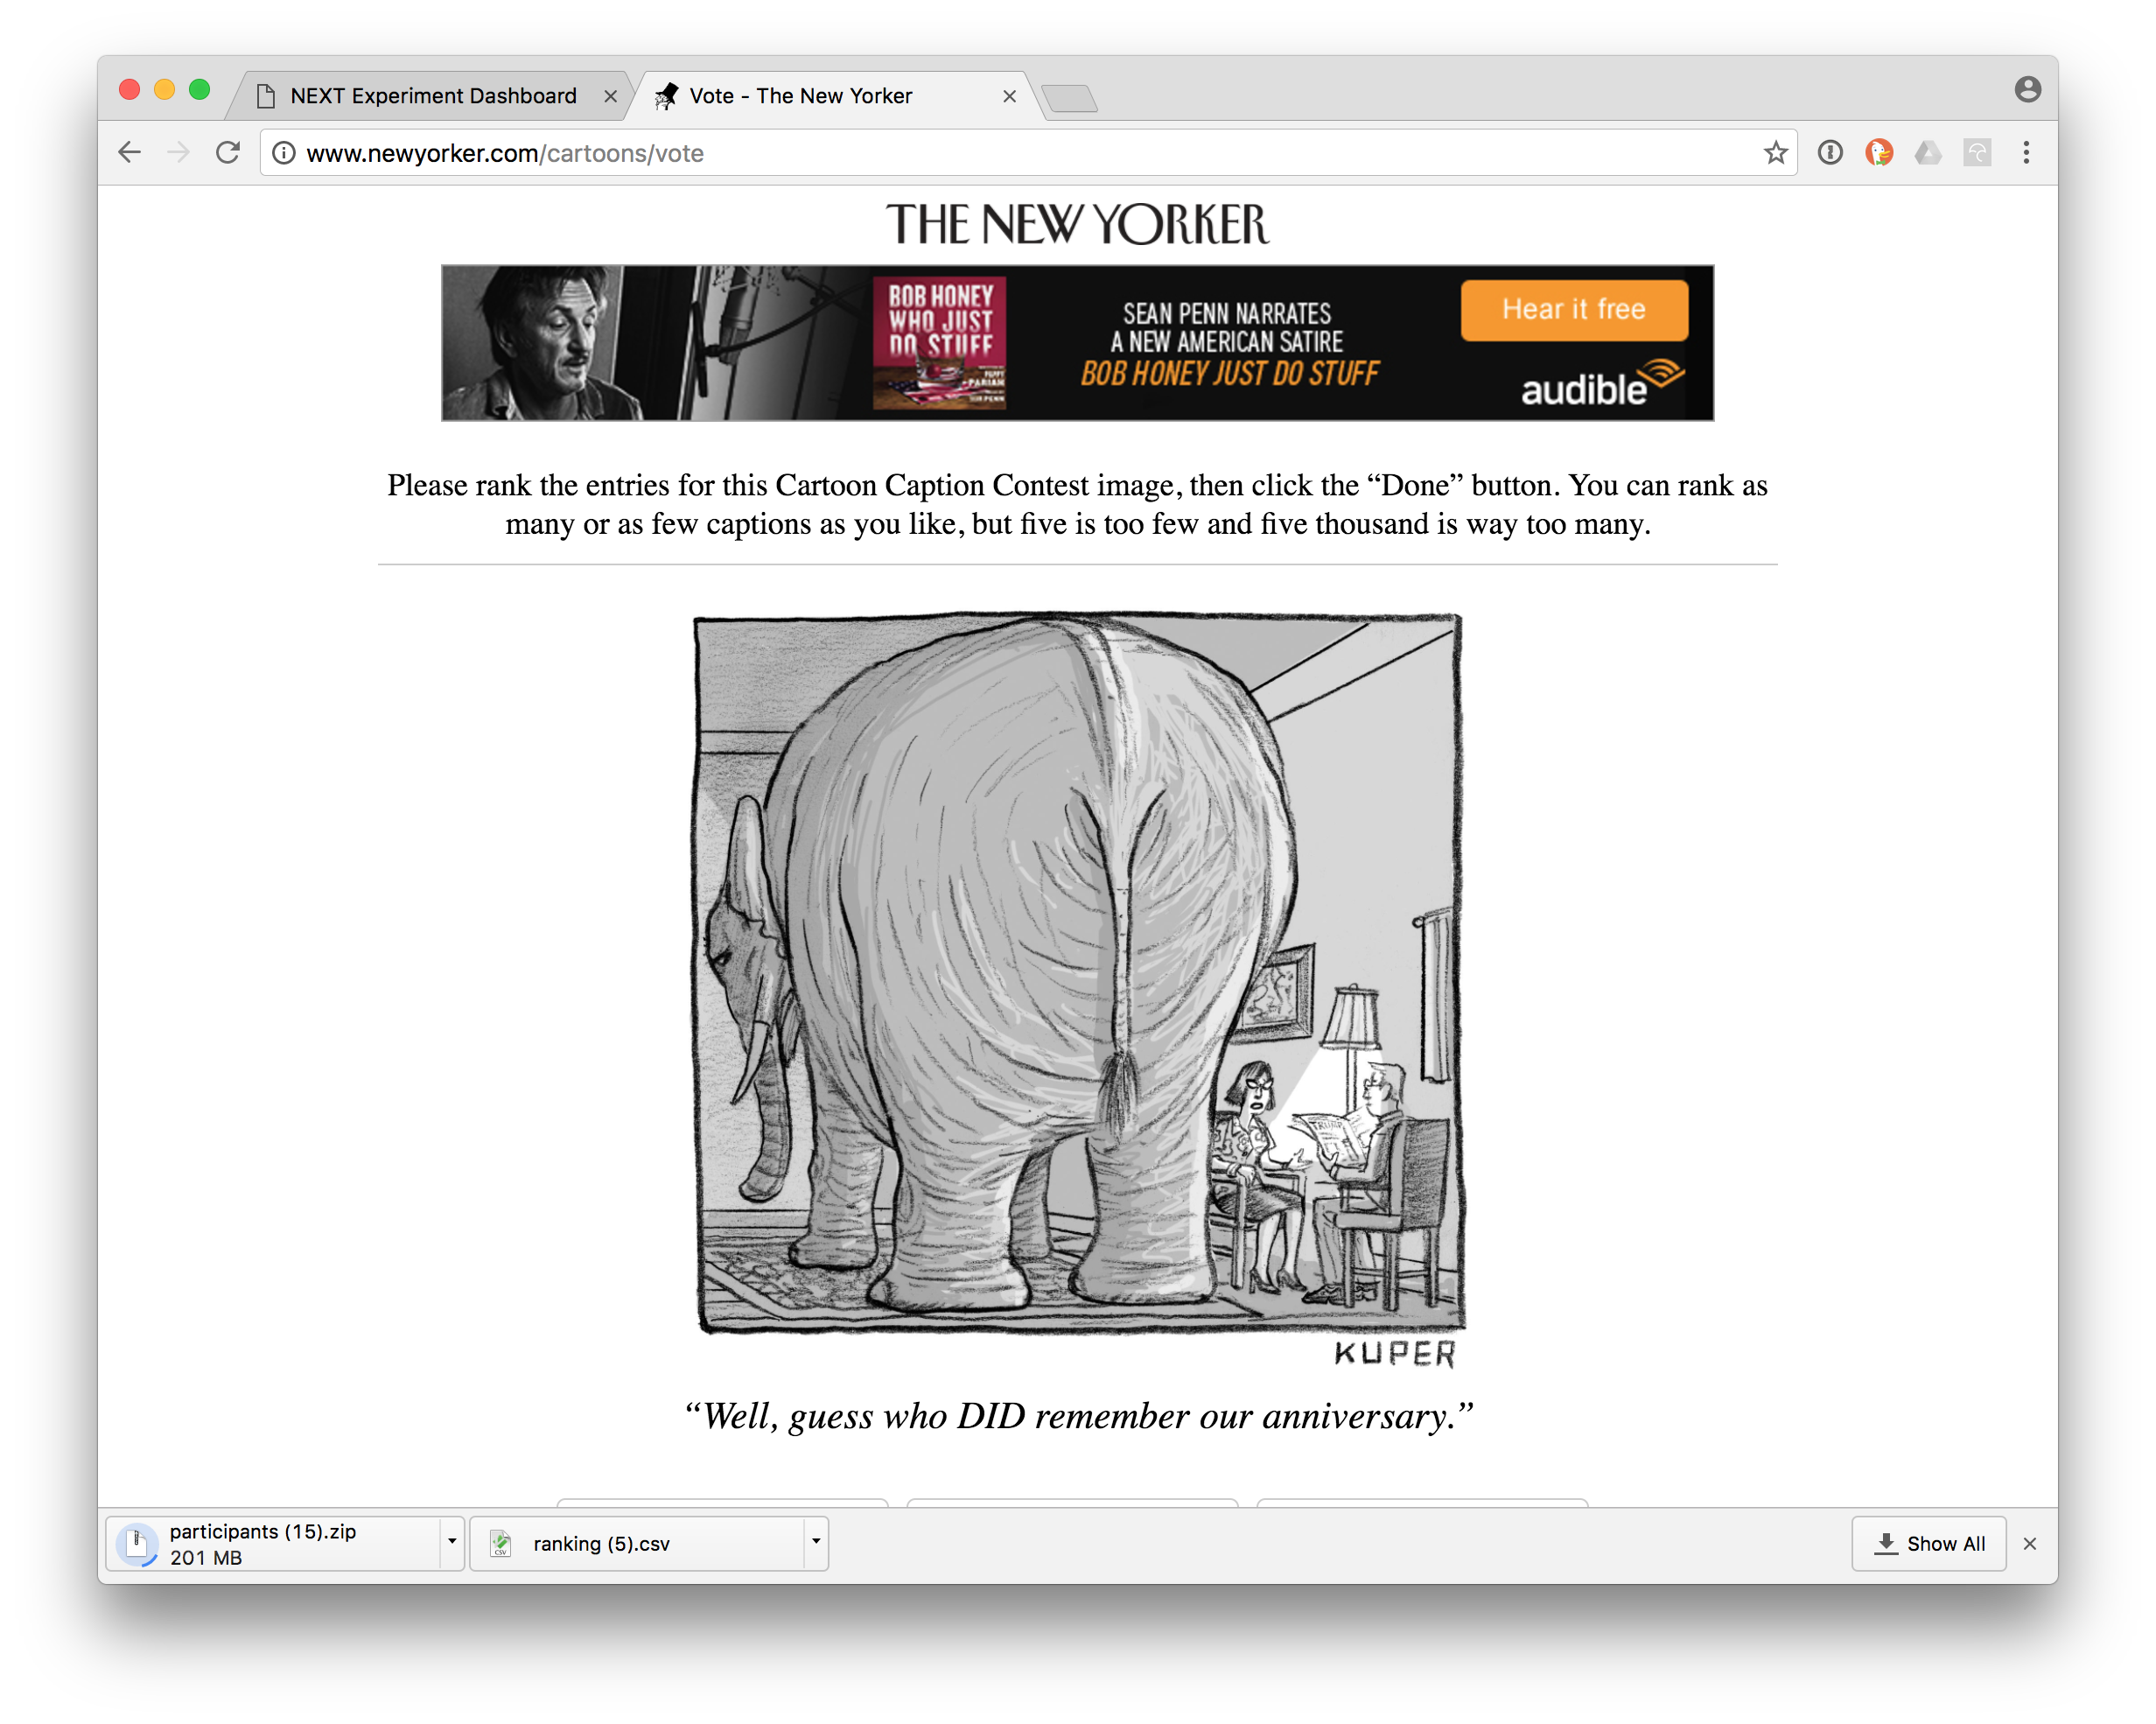 NEXT Experiment Dashboard
Vote - The New Yorker
www.newyorker.com/cartoons/vote
THE NEW YORKER
BOB HONEY
WHO JUST
DO STUFF
SEAN PENN NARRATES
A NEW AMERICAN SATIRE
BOB HONEY JUST DO STUFF
Hear it free
audible
Please rank the entries for this Cartoon Caption Contest image, then click the “Done” button. You can rank as
many or as few captions as you like, but five is too few and five thousand is way too many.
TRUMP
KUPER
“Well, guess who DID remember our anniversary.”
participants (15).zip
201 MB
ranking (5).csv
Show All